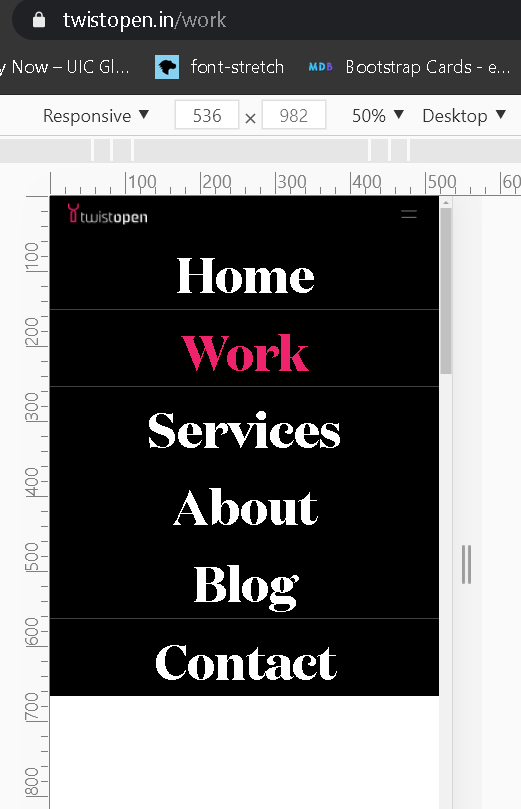 twistopen.in/work
y Now – UIC Gl... font-stretch MDB Bootstrap Cards - e...
Responsive ▼ 536 × 982 50% ▼ Desktop ▼
100 200 300 400 500 60
twistopen
100
Home
200
Work
300
Services
400
About
500
Blog
600
Contact
700
800